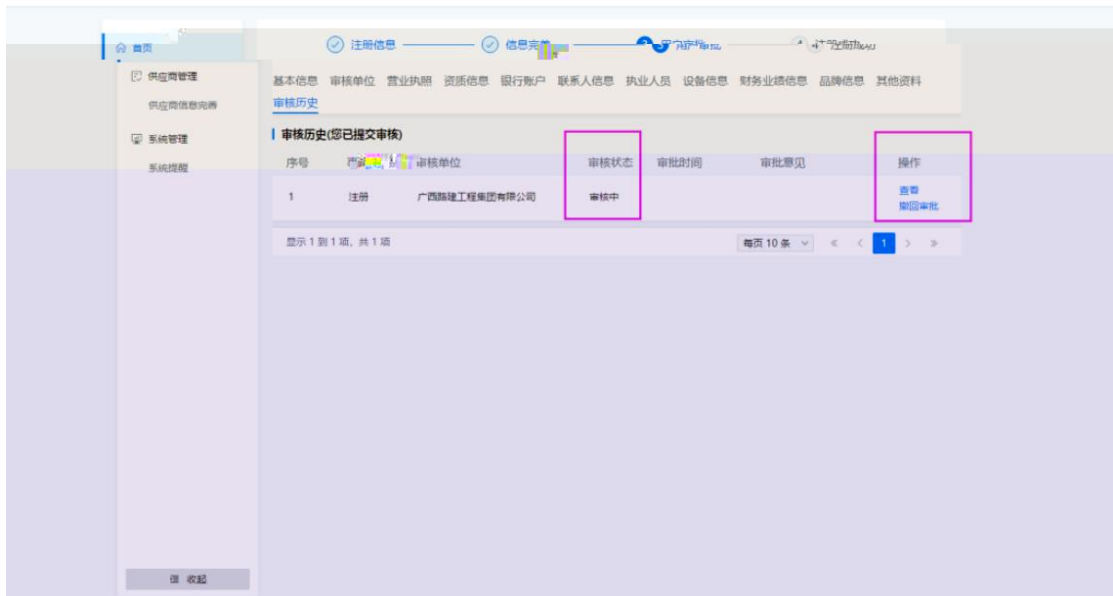 首页
注册信息
信息完善
供应商管理
供应商信息完善
系统管理
系统提醒
收起
基本信息 审核单位 营业执照 资质信息 银行账户 联系人信息 执业人员 设备信息 财务业绩信息 品牌信息 其他资料
审核历史
审核历史(您已提交审核)
序号 审核单位 审核状态 审批时间 审批意见 操作
1 注册 广西路建工程集团有限公司 审核中 查看
撤回审批
显示 1 到 1 项, 共 1 项 每页 10 条 « < 1 > »